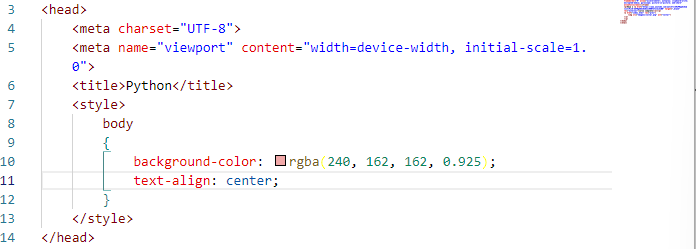 3 <head>
4 <meta charset="UTF-8">
5 <meta name="viewport" content="width=device-width, initial-scale=1.
0">
6 <title>Python</title>
7 <style>
8 body
9 {
10 background-color: rgba(240, 162, 162, 0.925);
11 text-align: center;
12 }
13 </style>
14 </head>